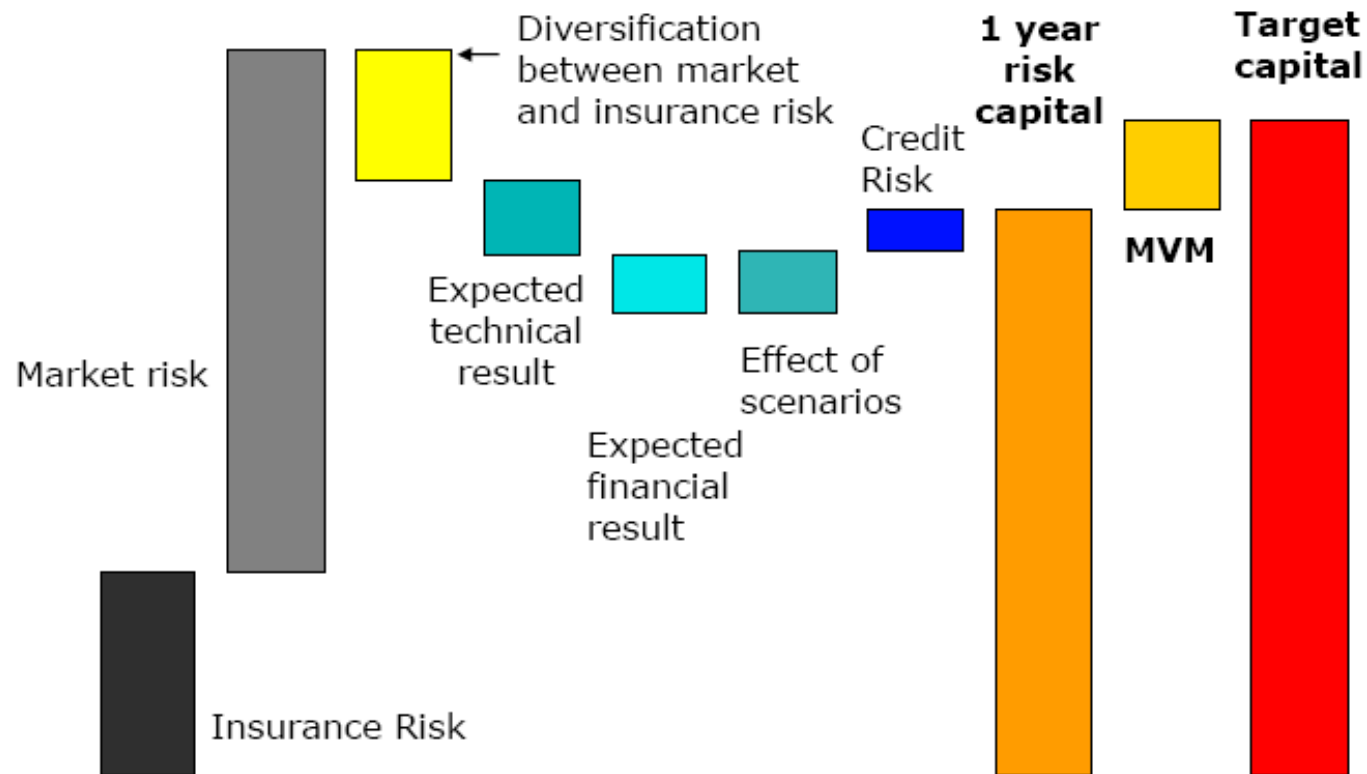 Diversification
between market
and insurance risk
1 year
risk
capital
Target
capital
Credit
Risk
MVM
Expected
technical
result
Market risk
Effect of
scenarios
Expected
financial
result
Insurance Risk